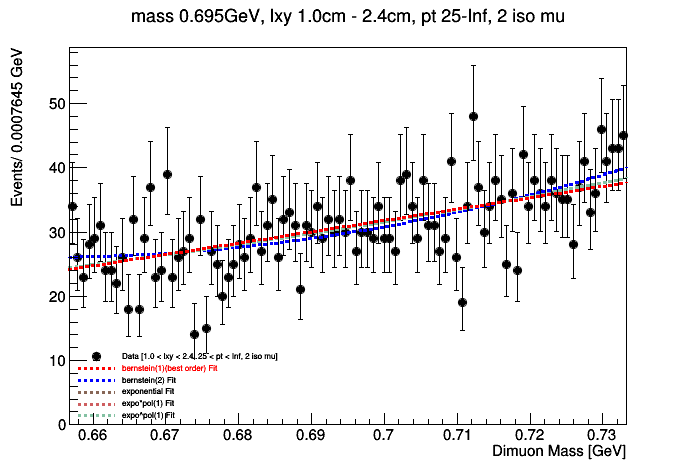 mass 0.695GeV, lxy 1.0cm - 2.4cm, pt 25-Inf, 2 iso mu
Events/ 0.0007645 GeV
50
40
30
20
10
0
Data [1.0 < lxy < 2.4, 25 < pt < Inf, 2 iso mu]
bernstein(1)(best order) Fit
bernstein(2) Fit
exponential Fit
expo*pol(1) Fit
expo^pol(1) Fit
0.66 0.67 0.68 0.69 0.7 0.71 0.72 0.73
Dimuon Mass [GeV]